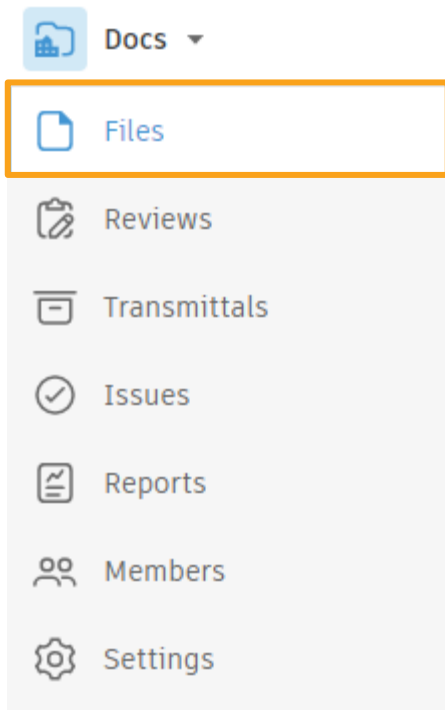 Docs
Files
Reviews
Transmittals
Issues
Reports
Members
Settings